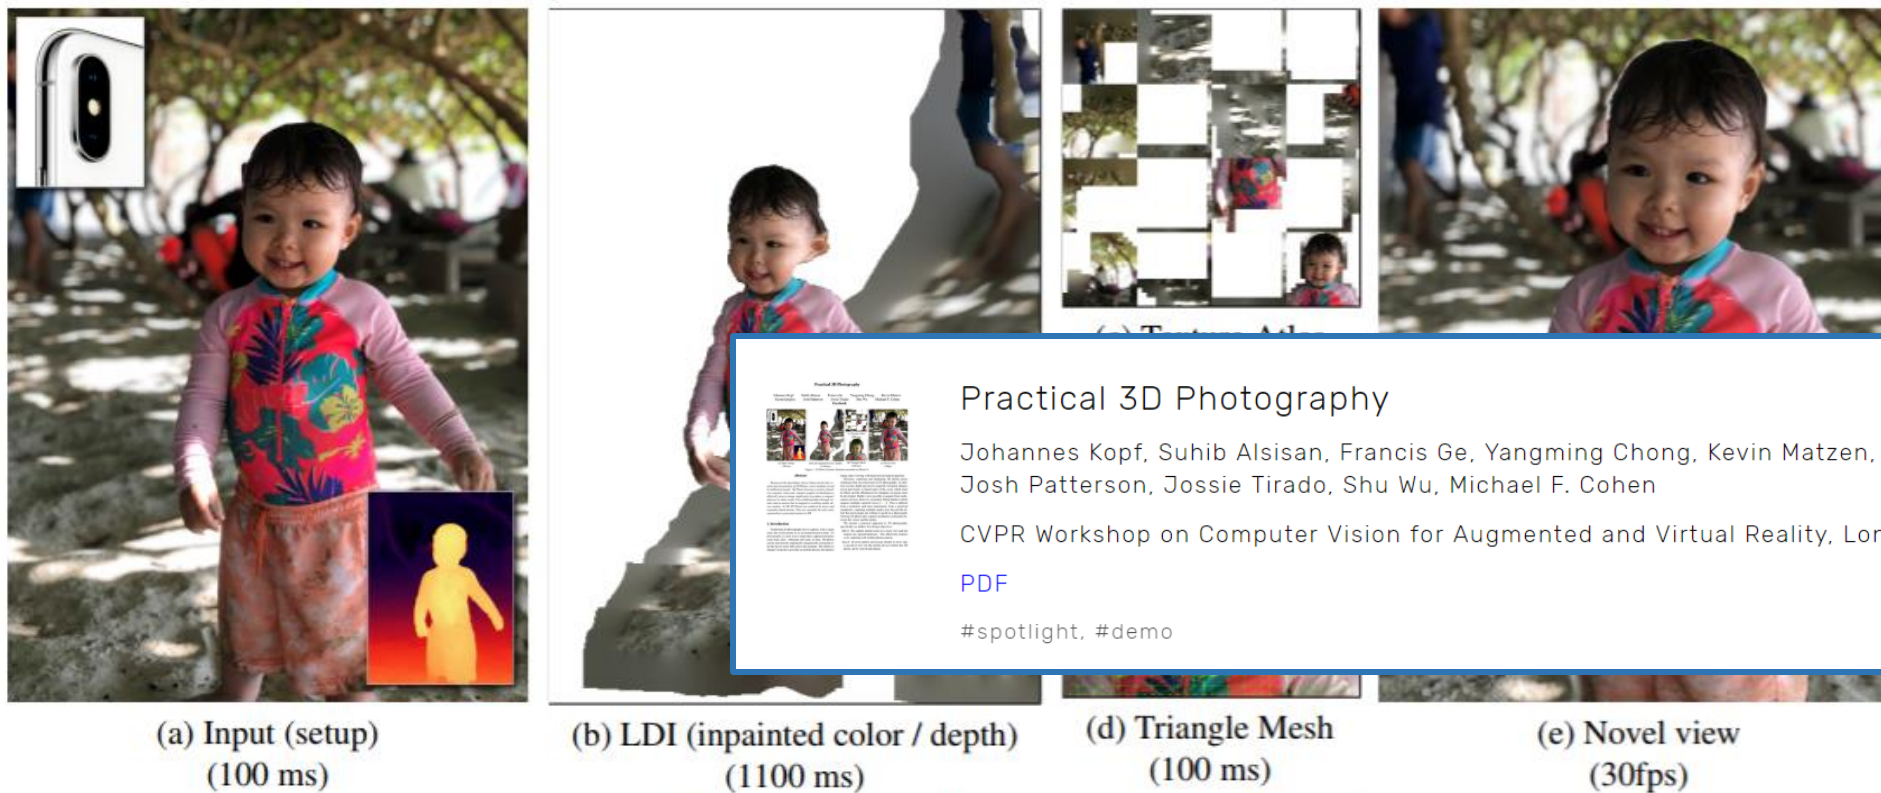 Practical 3D Photography
Johannes Kopf, Suhib Alsisan, Francis Ge, Yangming Chong, Kevin Matzen,
Josh Patterson, Jossie Tirado, Shu Wu, Michael F. Cohen
CVPR Workshop on Computer Vision for Augmented and Virtual Reality,
PDF
#spotlight, #demo
(a) Input (setup)
(100 ms)
(b) LDI (inpainted color / depth)
(1100 ms)
(d) Triangle Mesh
(100 ms)
(e) Novel view
(30fps)